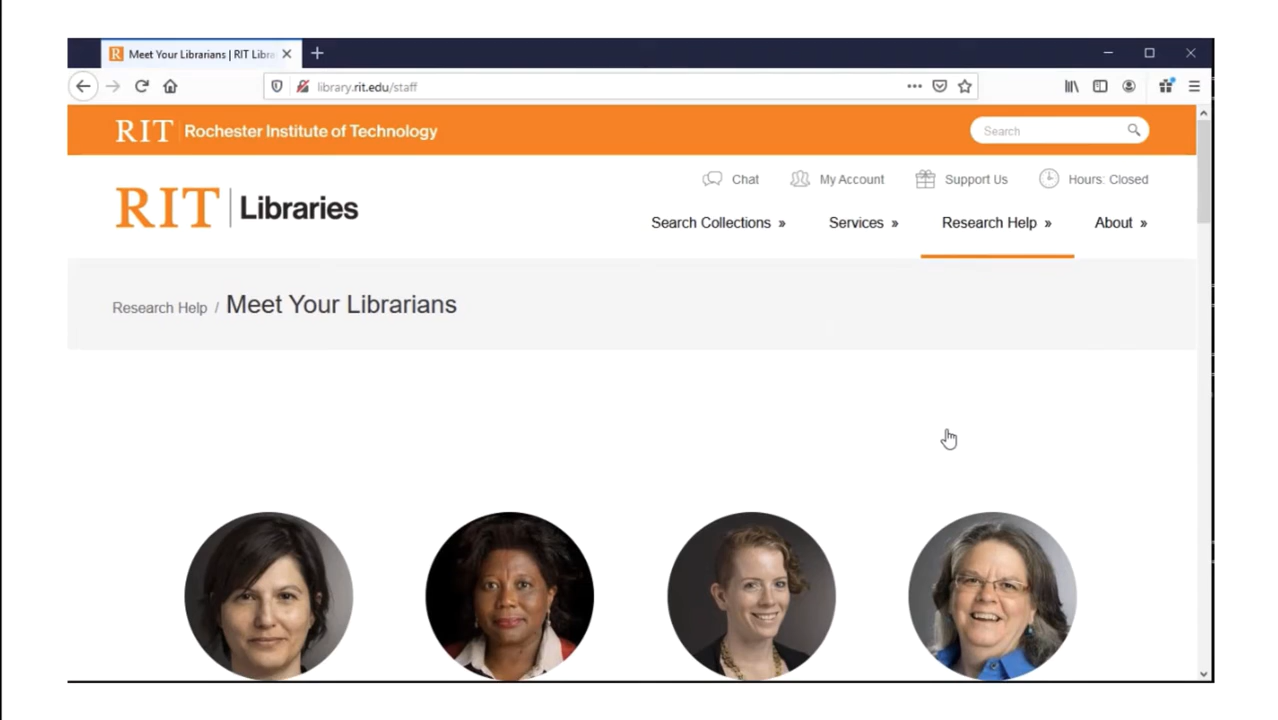 Meet Your Librarians | RIT Libra
library.rit.edu/staff
RIT Rochester Institute of Technology
Search
Chat My Account Support Us Hours: Closed
RIT Libraries
Search Collections » Services » Research Help » About »
Research Help / Meet Your Librarians